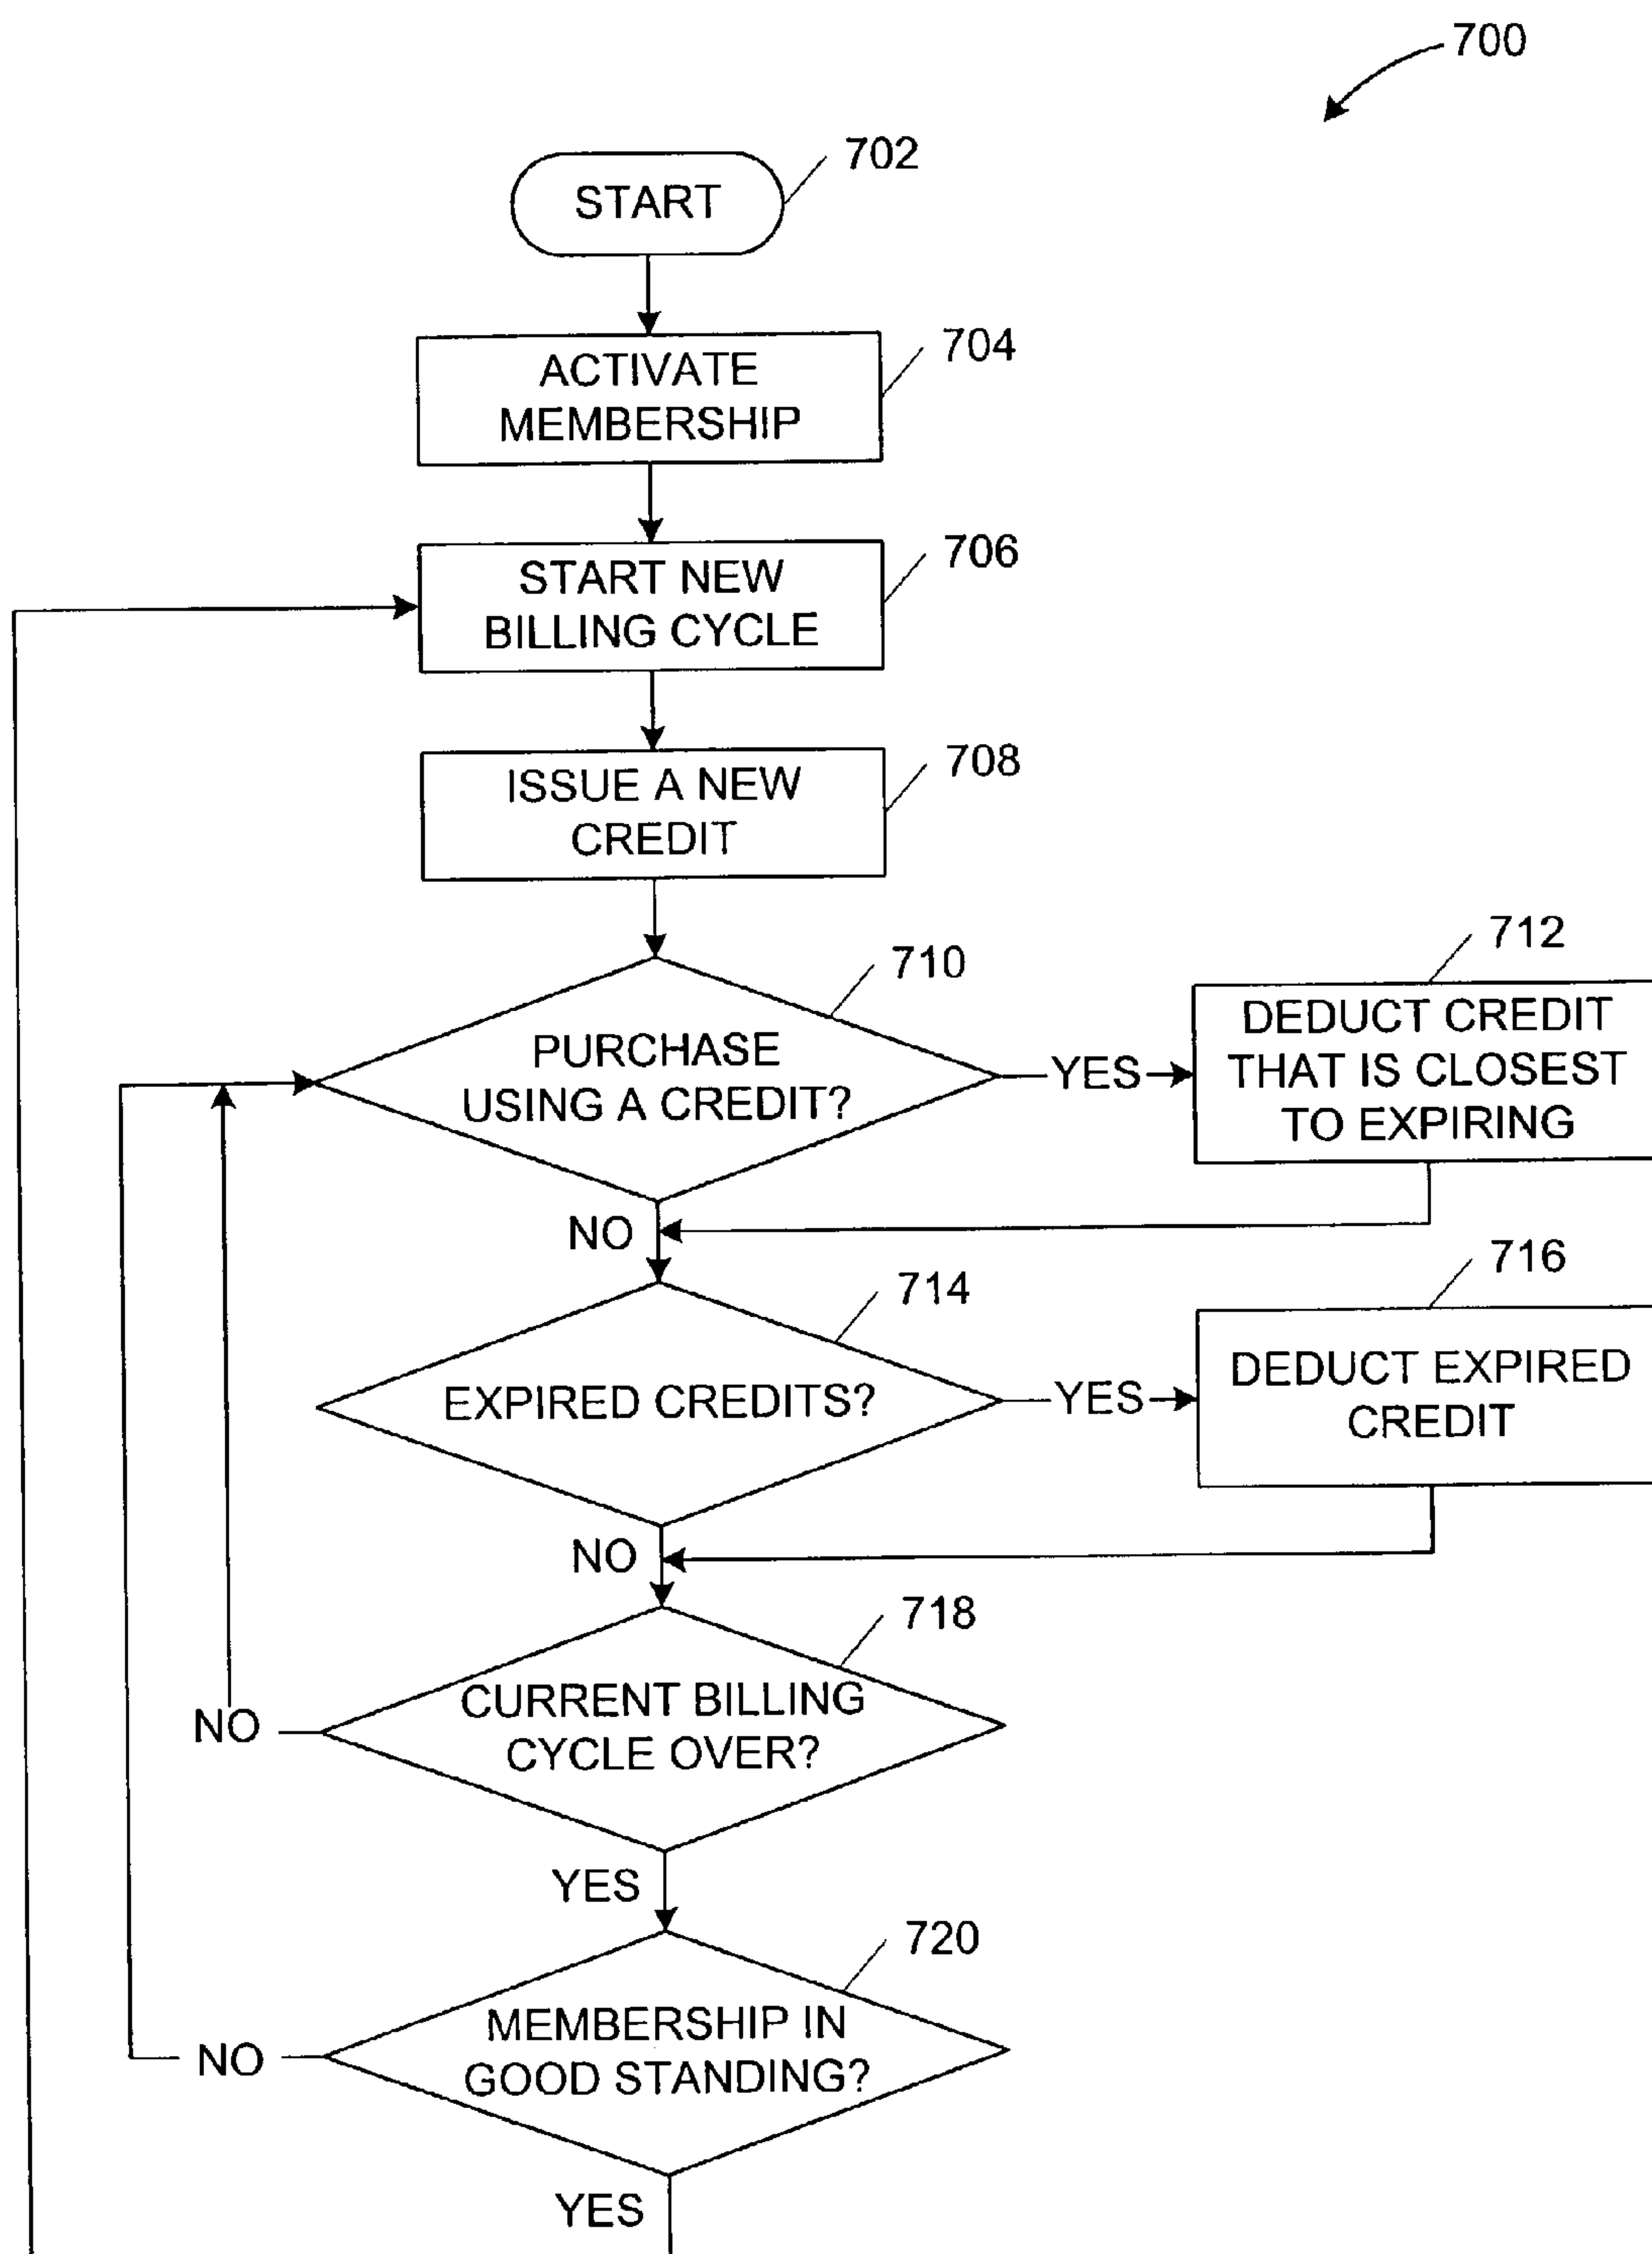 700
702
START
704
ACTIVATE
MEMBERSHIP
706
START NEW
BILLING CYCLE
708
ISSUE A NEW
CREDIT
710
PURCHASE
USING A CREDIT?
YES
712
DEDUCT CREDIT
THAT IS CLOSEST
TO EXPIRING
NO
714
EXPIRED CREDITS?
YES
716
DEDUCT EXPIRED
CREDIT
NO
718
CURRENT BILLING
CYCLE OVER?
NO
YES
720
MEMBERSHIP IN
GOOD STANDING?
NO
YES